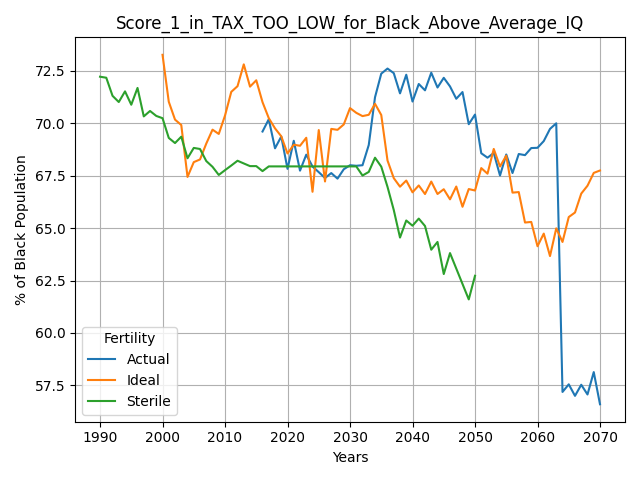 Score_1_in_TAX_TOO_LOW_for_Black_Above_Average_IQ
% of Black Population
72.5
70.0
67.5
65.0
62.5
60.0
57.5
Fertility
Actual
Ideal
Sterile
1990 2000 2010 2020 2030 2040 2050 2060 2070
Years